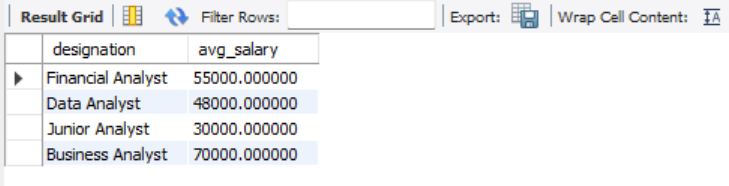 Result Grid Filter Rows: Export: Wrap Cell Content: IA
designation avg_salary
Financial Analyst 55000.000000
Data Analyst 48000.000000
Junior Analyst 30000.000000
Business Analyst 70000.000000